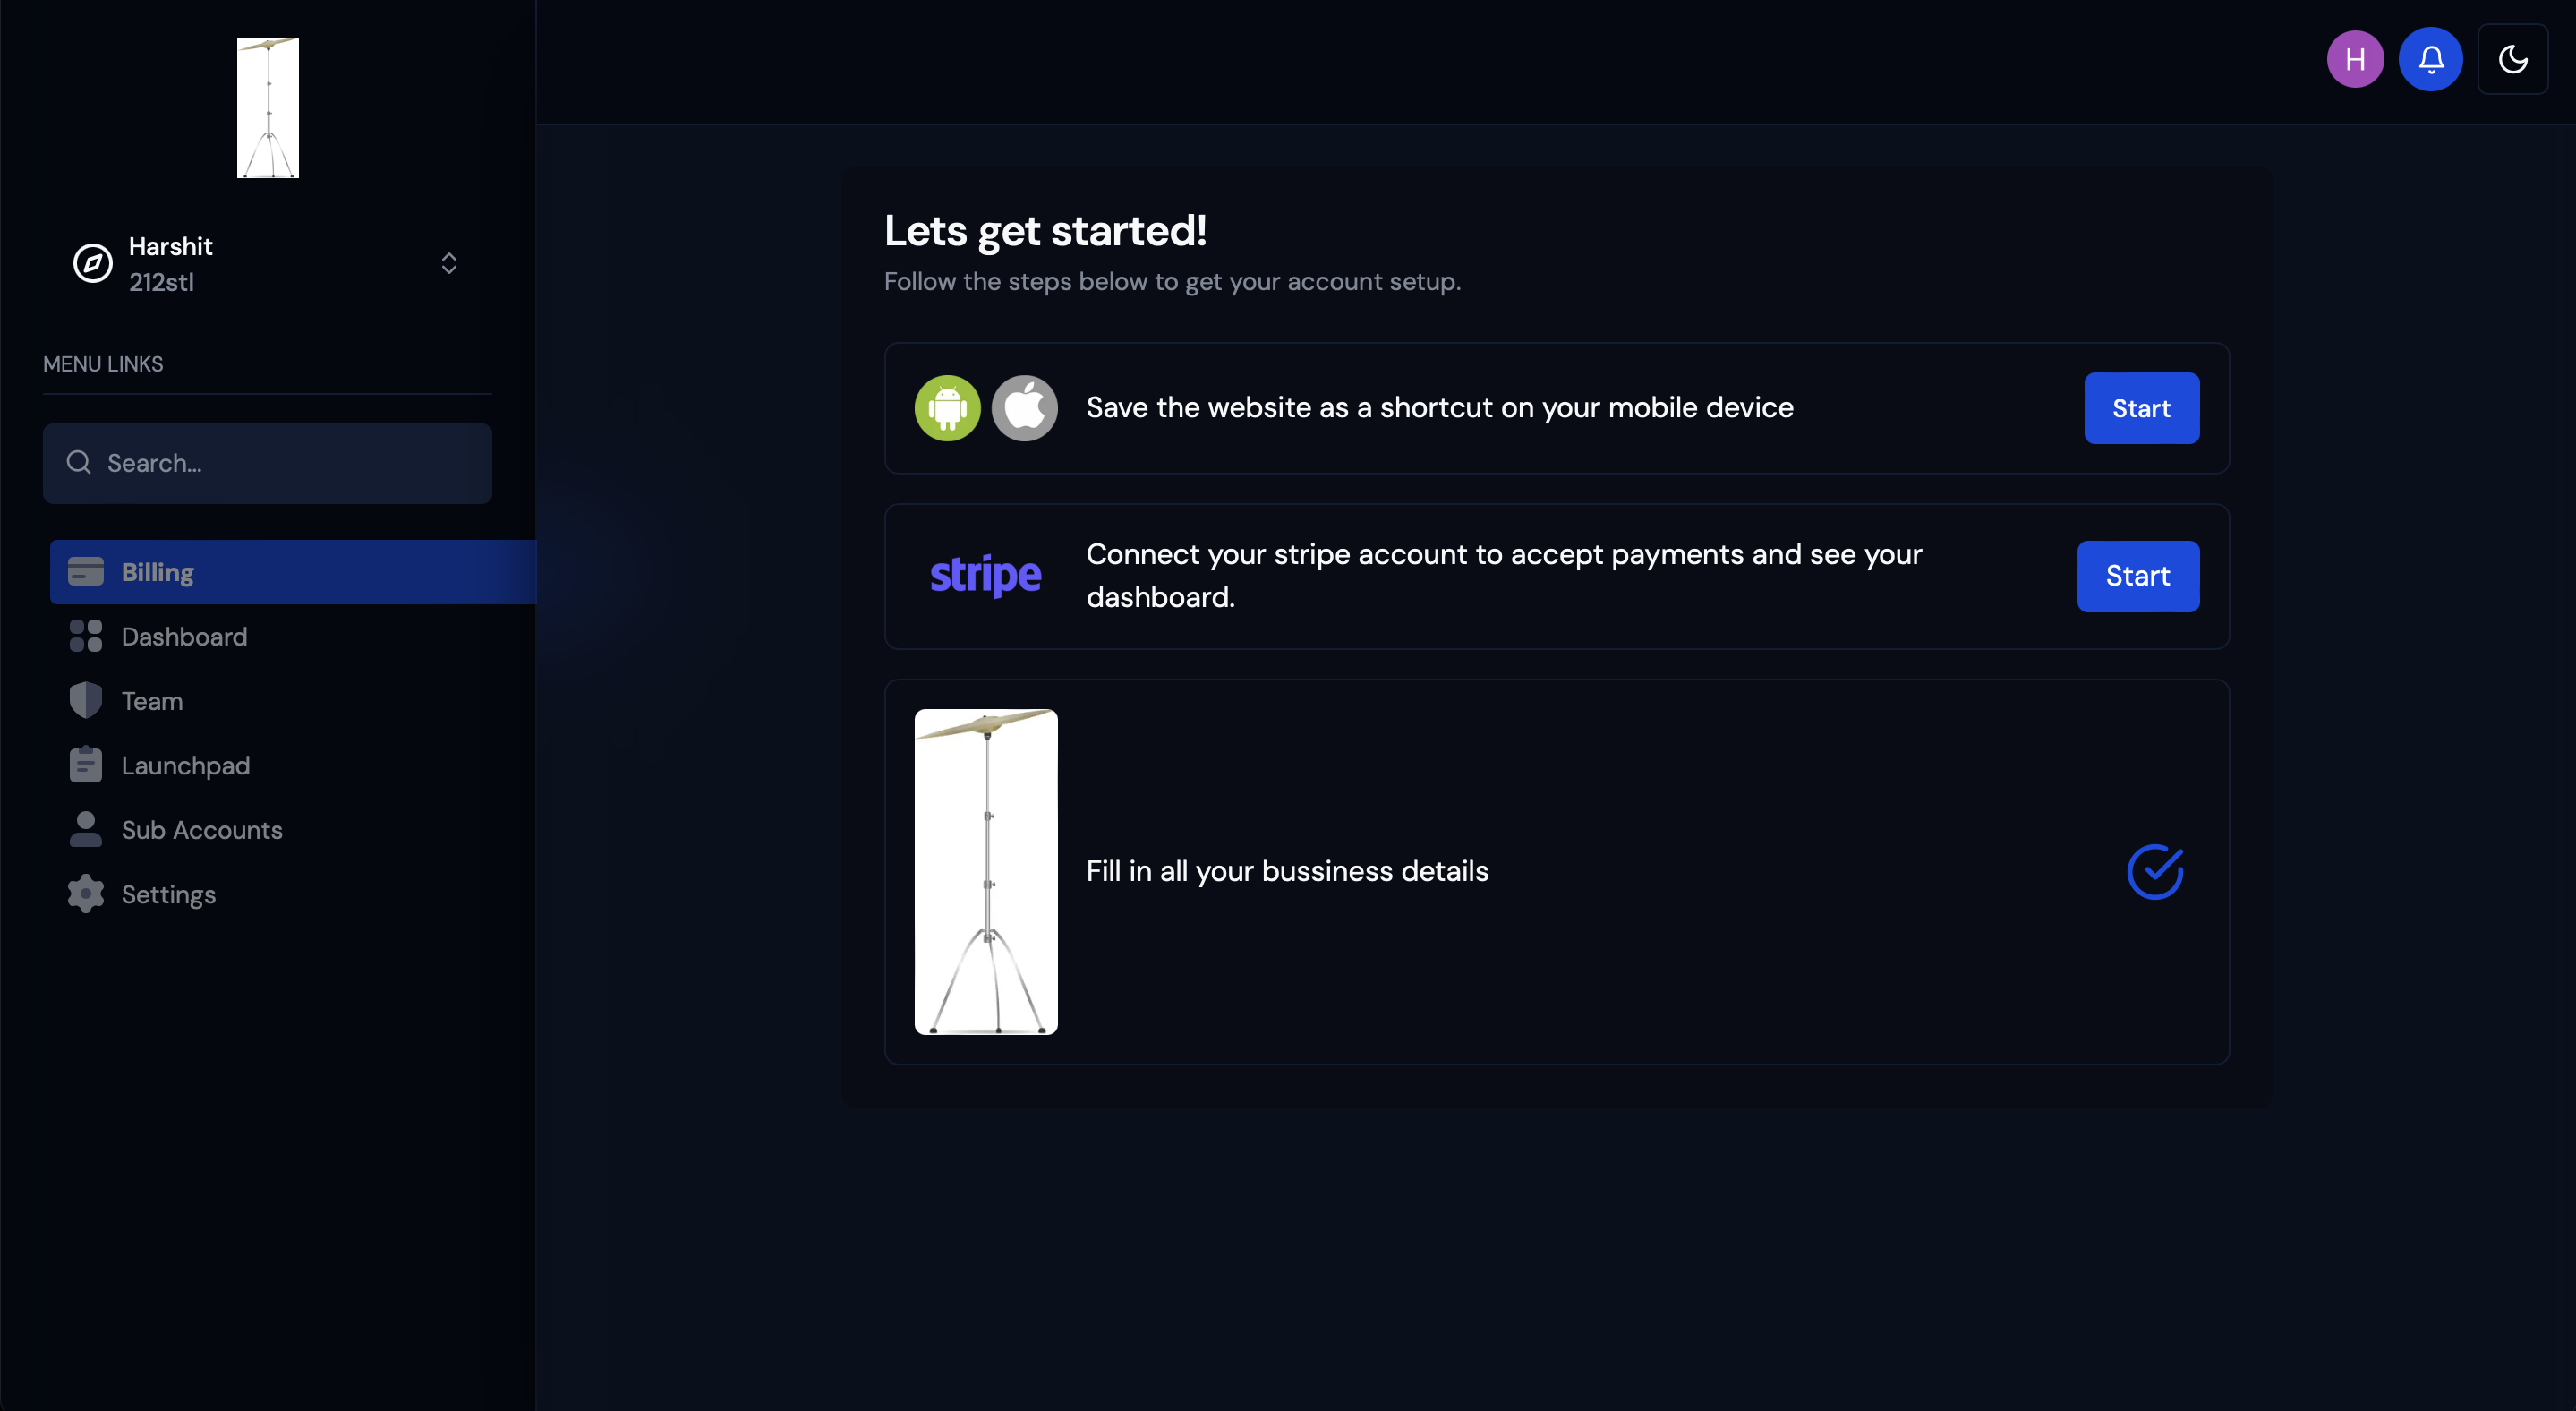 H
Harshit
212stl
MENU LINKS
Search...
Billing
Dashboard
Team
Launchpad
Sub Accounts
Settings
Lets get started!
Follow the steps below to get your account setup.
Save the website as a shortcut on your mobile device
Start
stripe
Connect your stripe account to accept payments and see your
dashboard.
Start
Fill in all your bussiness details